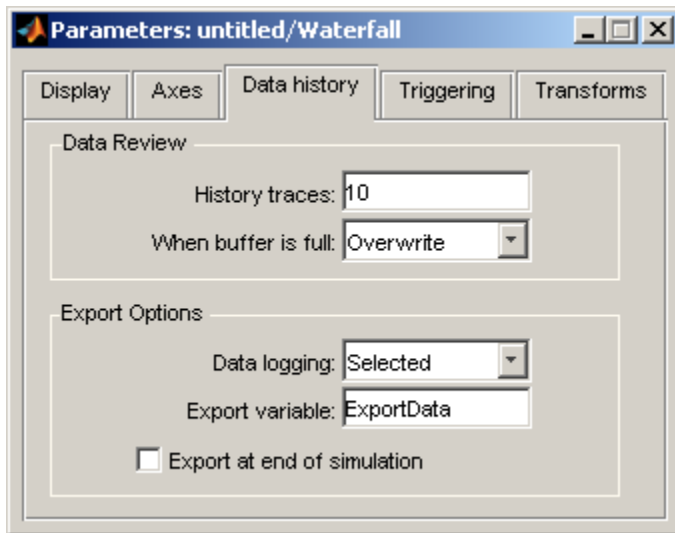 Parameters: untitled/Waterfall
Display Axes Data history Triggering Transforms
Data Review
History traces: 10
When buffer is full: Overwrite
Export Options
Data logging: Selected
Export variable: ExportData
Export at end of simulation